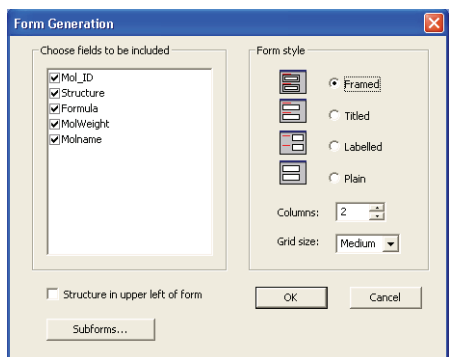 Form Generation
Choose fields to be included
Mol_ID
Structure
Formula
MolWeight
Molname
Structure in upper left of form
Subforms...
Form style
Framed
Titled
Labelled
Plain
Columns: 2
Grid size: Medium
OK Cancel